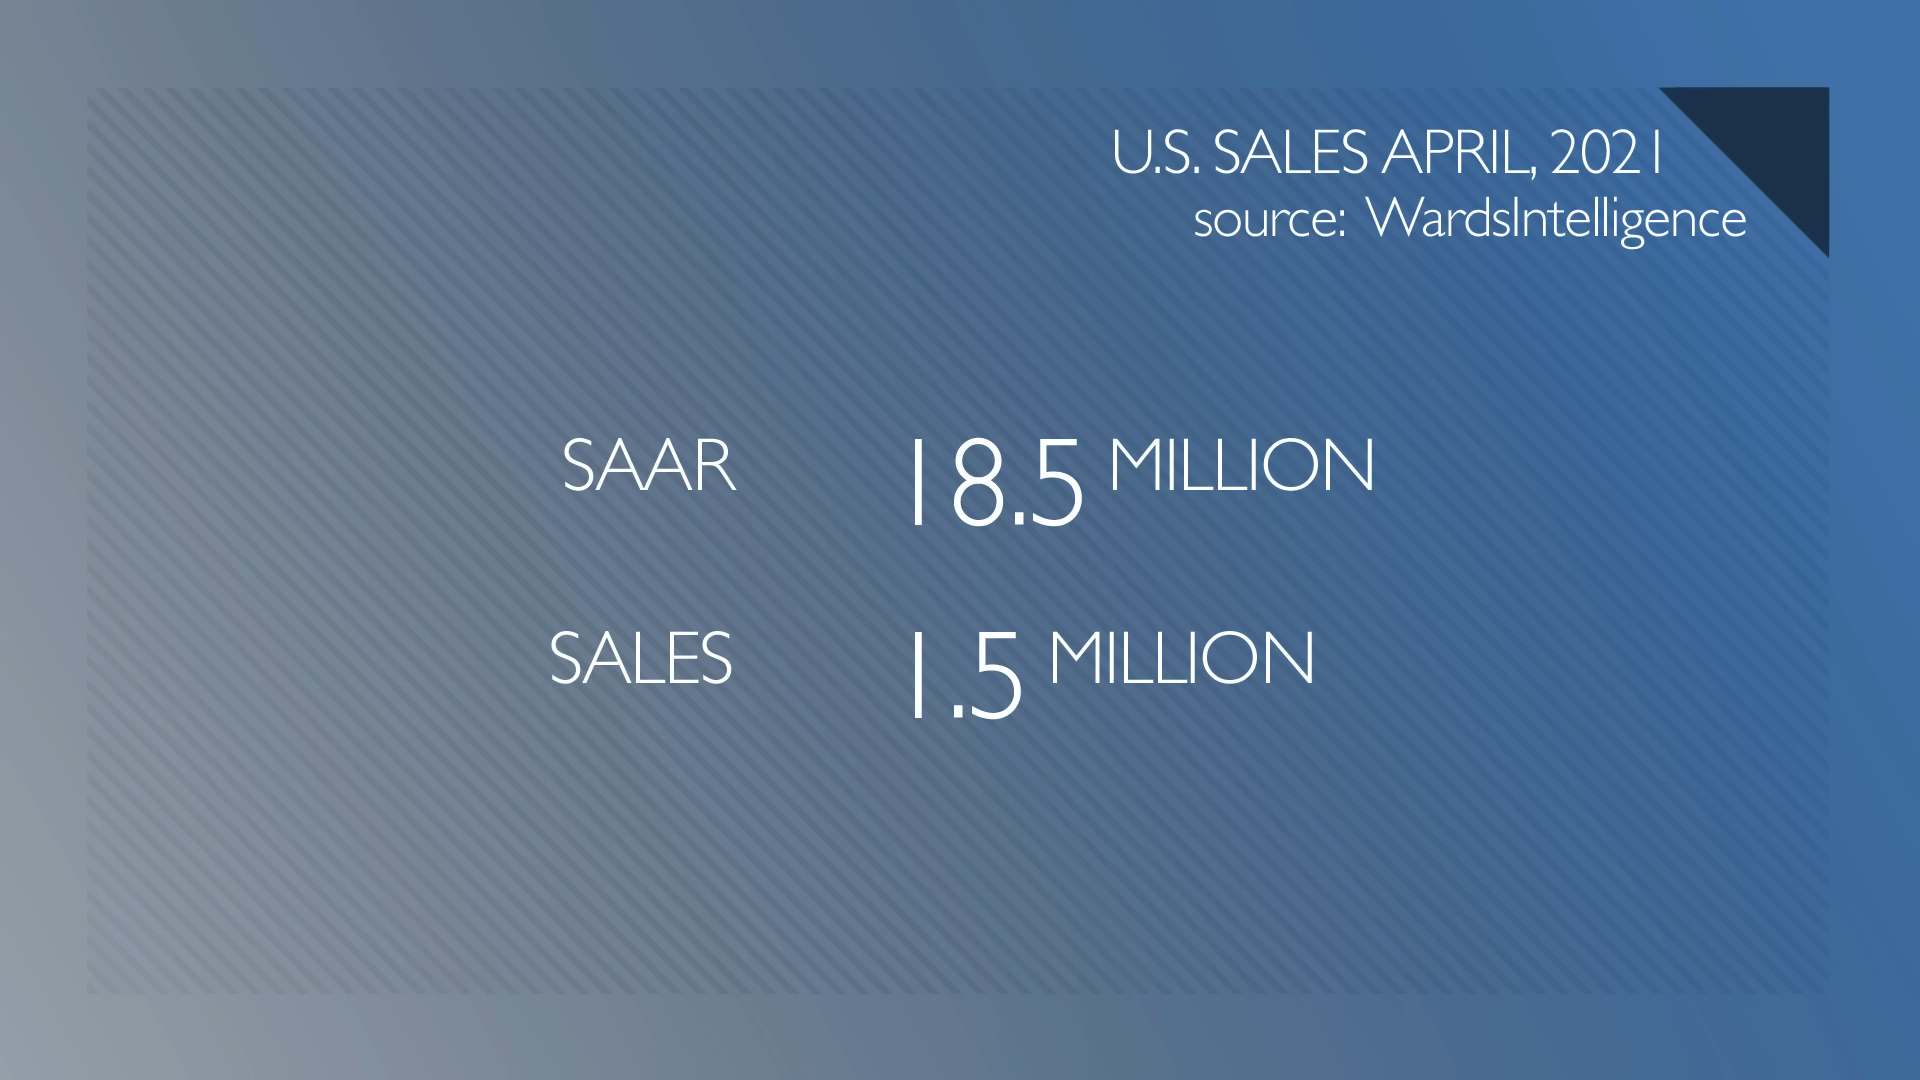 U.S. SALES APRIL, 2021
source: WardsIntelligence
SAAR 18.5 MILLION
SALES 1.5 MILLION